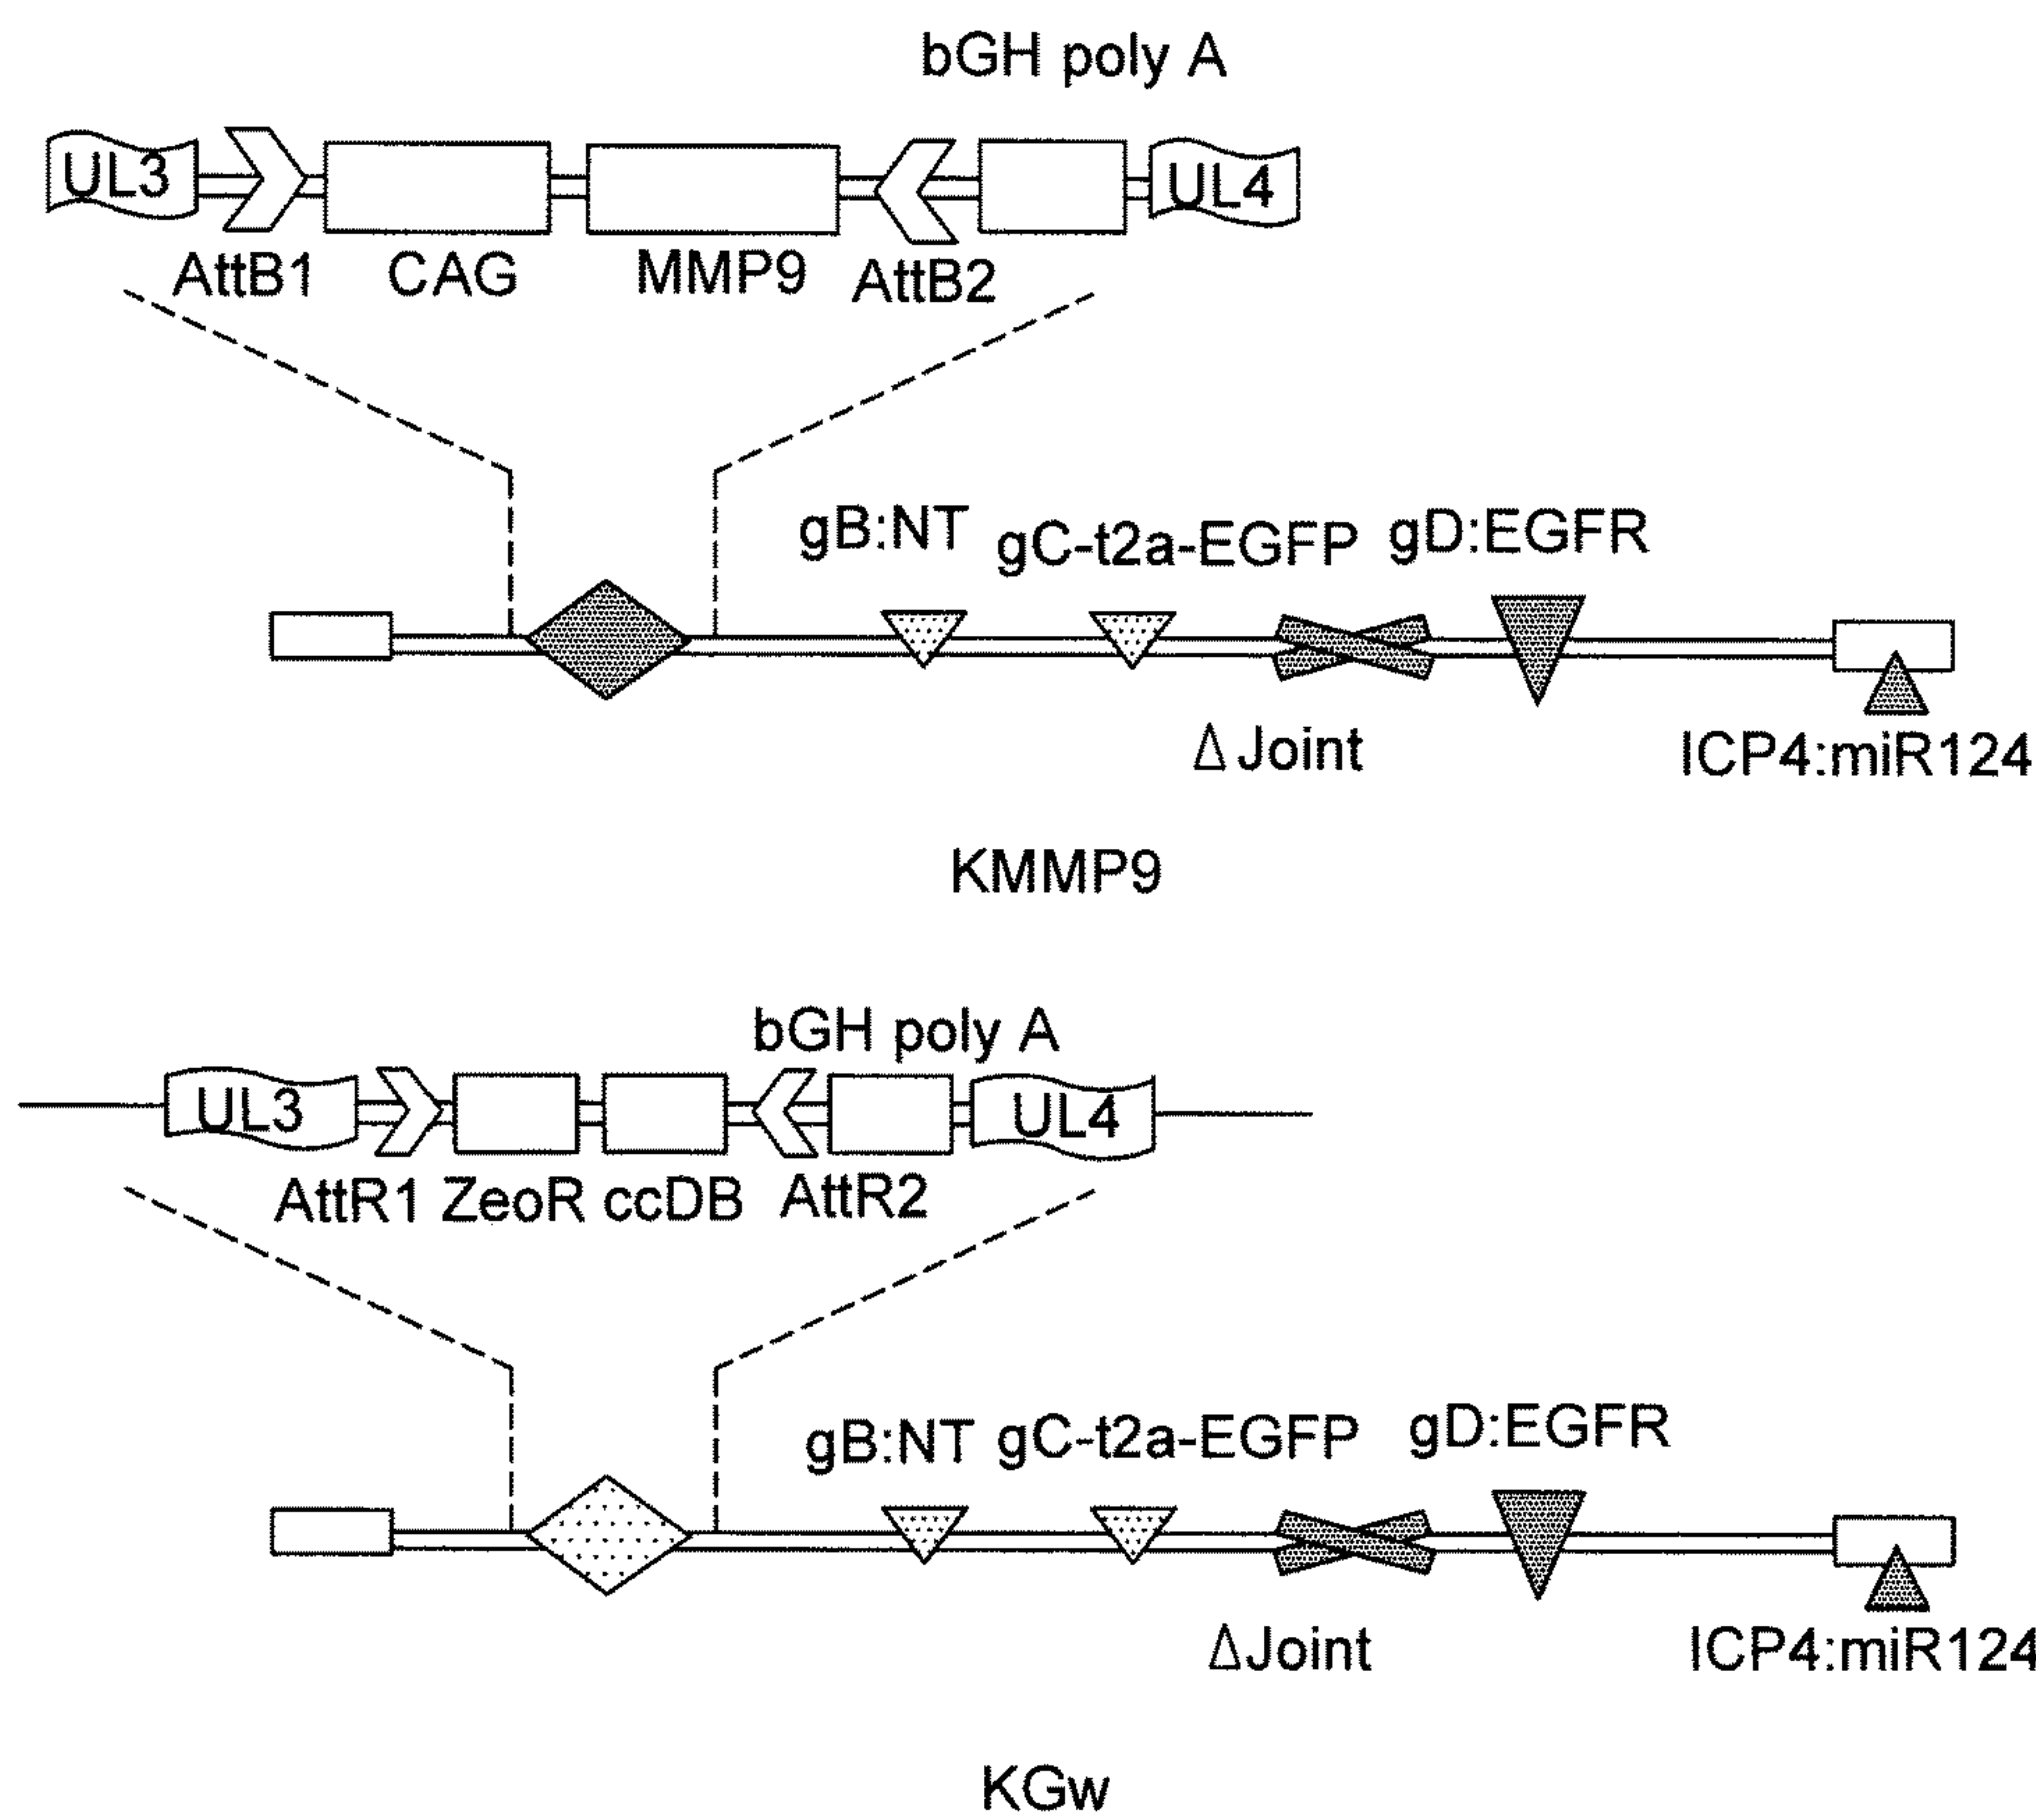 bGH poly A
UL3 UL4
AttB1 CAG MMP9 AttB2
gB:NT gC-t2a-EGFP gD:EGFR
Δ Joint ICP4:miR124
KMMP9
bGH poly A
UL3 UL4
AttR1 ZeoR ccDB AttR2
gB:NT gC-t2a-EGFP gD:EGFR
ΔJoint ICP4:miR124
KGw